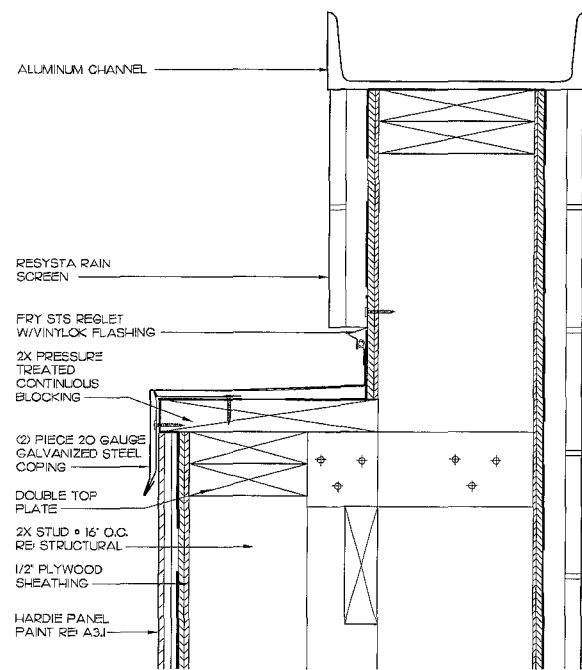 ALUMINUM CHANNEL
RESYSTA RAIN
SCREEN
FRY STS REGLET
W/VINYLOK FLASHING
2X PRESSURE
TREATED
CONTINUOUS
BLOCKING
(2) PIECE 20 GAUGE
GALVANIZED STEEL
COPING
DOUBLE TOP
PLATE
2X STUD @ 16" O.C.
RE: STRUCTURAL
1/2" PLYWOOD
SHEATHING
HARDIE PANEL
PAINT RE: A3.1